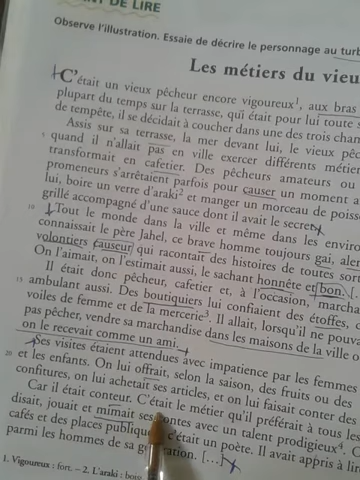 DE LIRE
Observe l'illustration. Essaie de décrire le personnage au turb
Les métiers du vieu
C'était un vieux pêcheur encore vigoureux¹, aux bras
plupart du temps sur la terrasse, qui était pour lui toute s
de tempête, il se décidait à coucher dans une des trois chan
Assis sur sa terrasse, la mer devant lui, le vieux pêc
5 quand il n'allait pas en ville exercer différents métier
transformait en cafetier. Des pêcheurs amateurs ou
promeneurs s'arrêtaient parfois pour causer un moment a
lui, boire un verre d'araki² et manger un morceau de poiss
grillé accompagné d'une sauce dont il avait le secret
10 Tout le monde dans la ville et même dans les enviro
connaissait le père Jahel, ce brave homme toujours gai, aler
volontiers causeur qui racontait des histoires de toutes sort
On l'aimait, on l'estimait aussi, le sachant honnête et bon. [.
Il était donc pêcheur, cafetier et, à l'occasion, marcha
15 ambulant aussi. Des boutiquiers lui confiaient des étoffes,
voiles de femme et de la mercerie³. Il allait, lorsqu'il ne pouva
pas pêcher, vendre sa marchandise dans les maisons de la ville o
on le recevait comme un ami.
Ses visites étaient attendues avec impatience par les femmes
20 et les enfants. On lui offrait, selon la saison, des fruits ou des
confitures, on lui achetait ses articles, et on lui faisait conter des
Car il était conteur. C'était le métier qu'il préférait à tous les
disait, jouait et mimait ses contes avec un talent prodigieux⁴. C
cafés et des places publiques c'était un poète. Il avait appris à lir
parmi les hommes de sa génération. [...]
1. Vigoureux : fort. – 2. L'araki : boiss